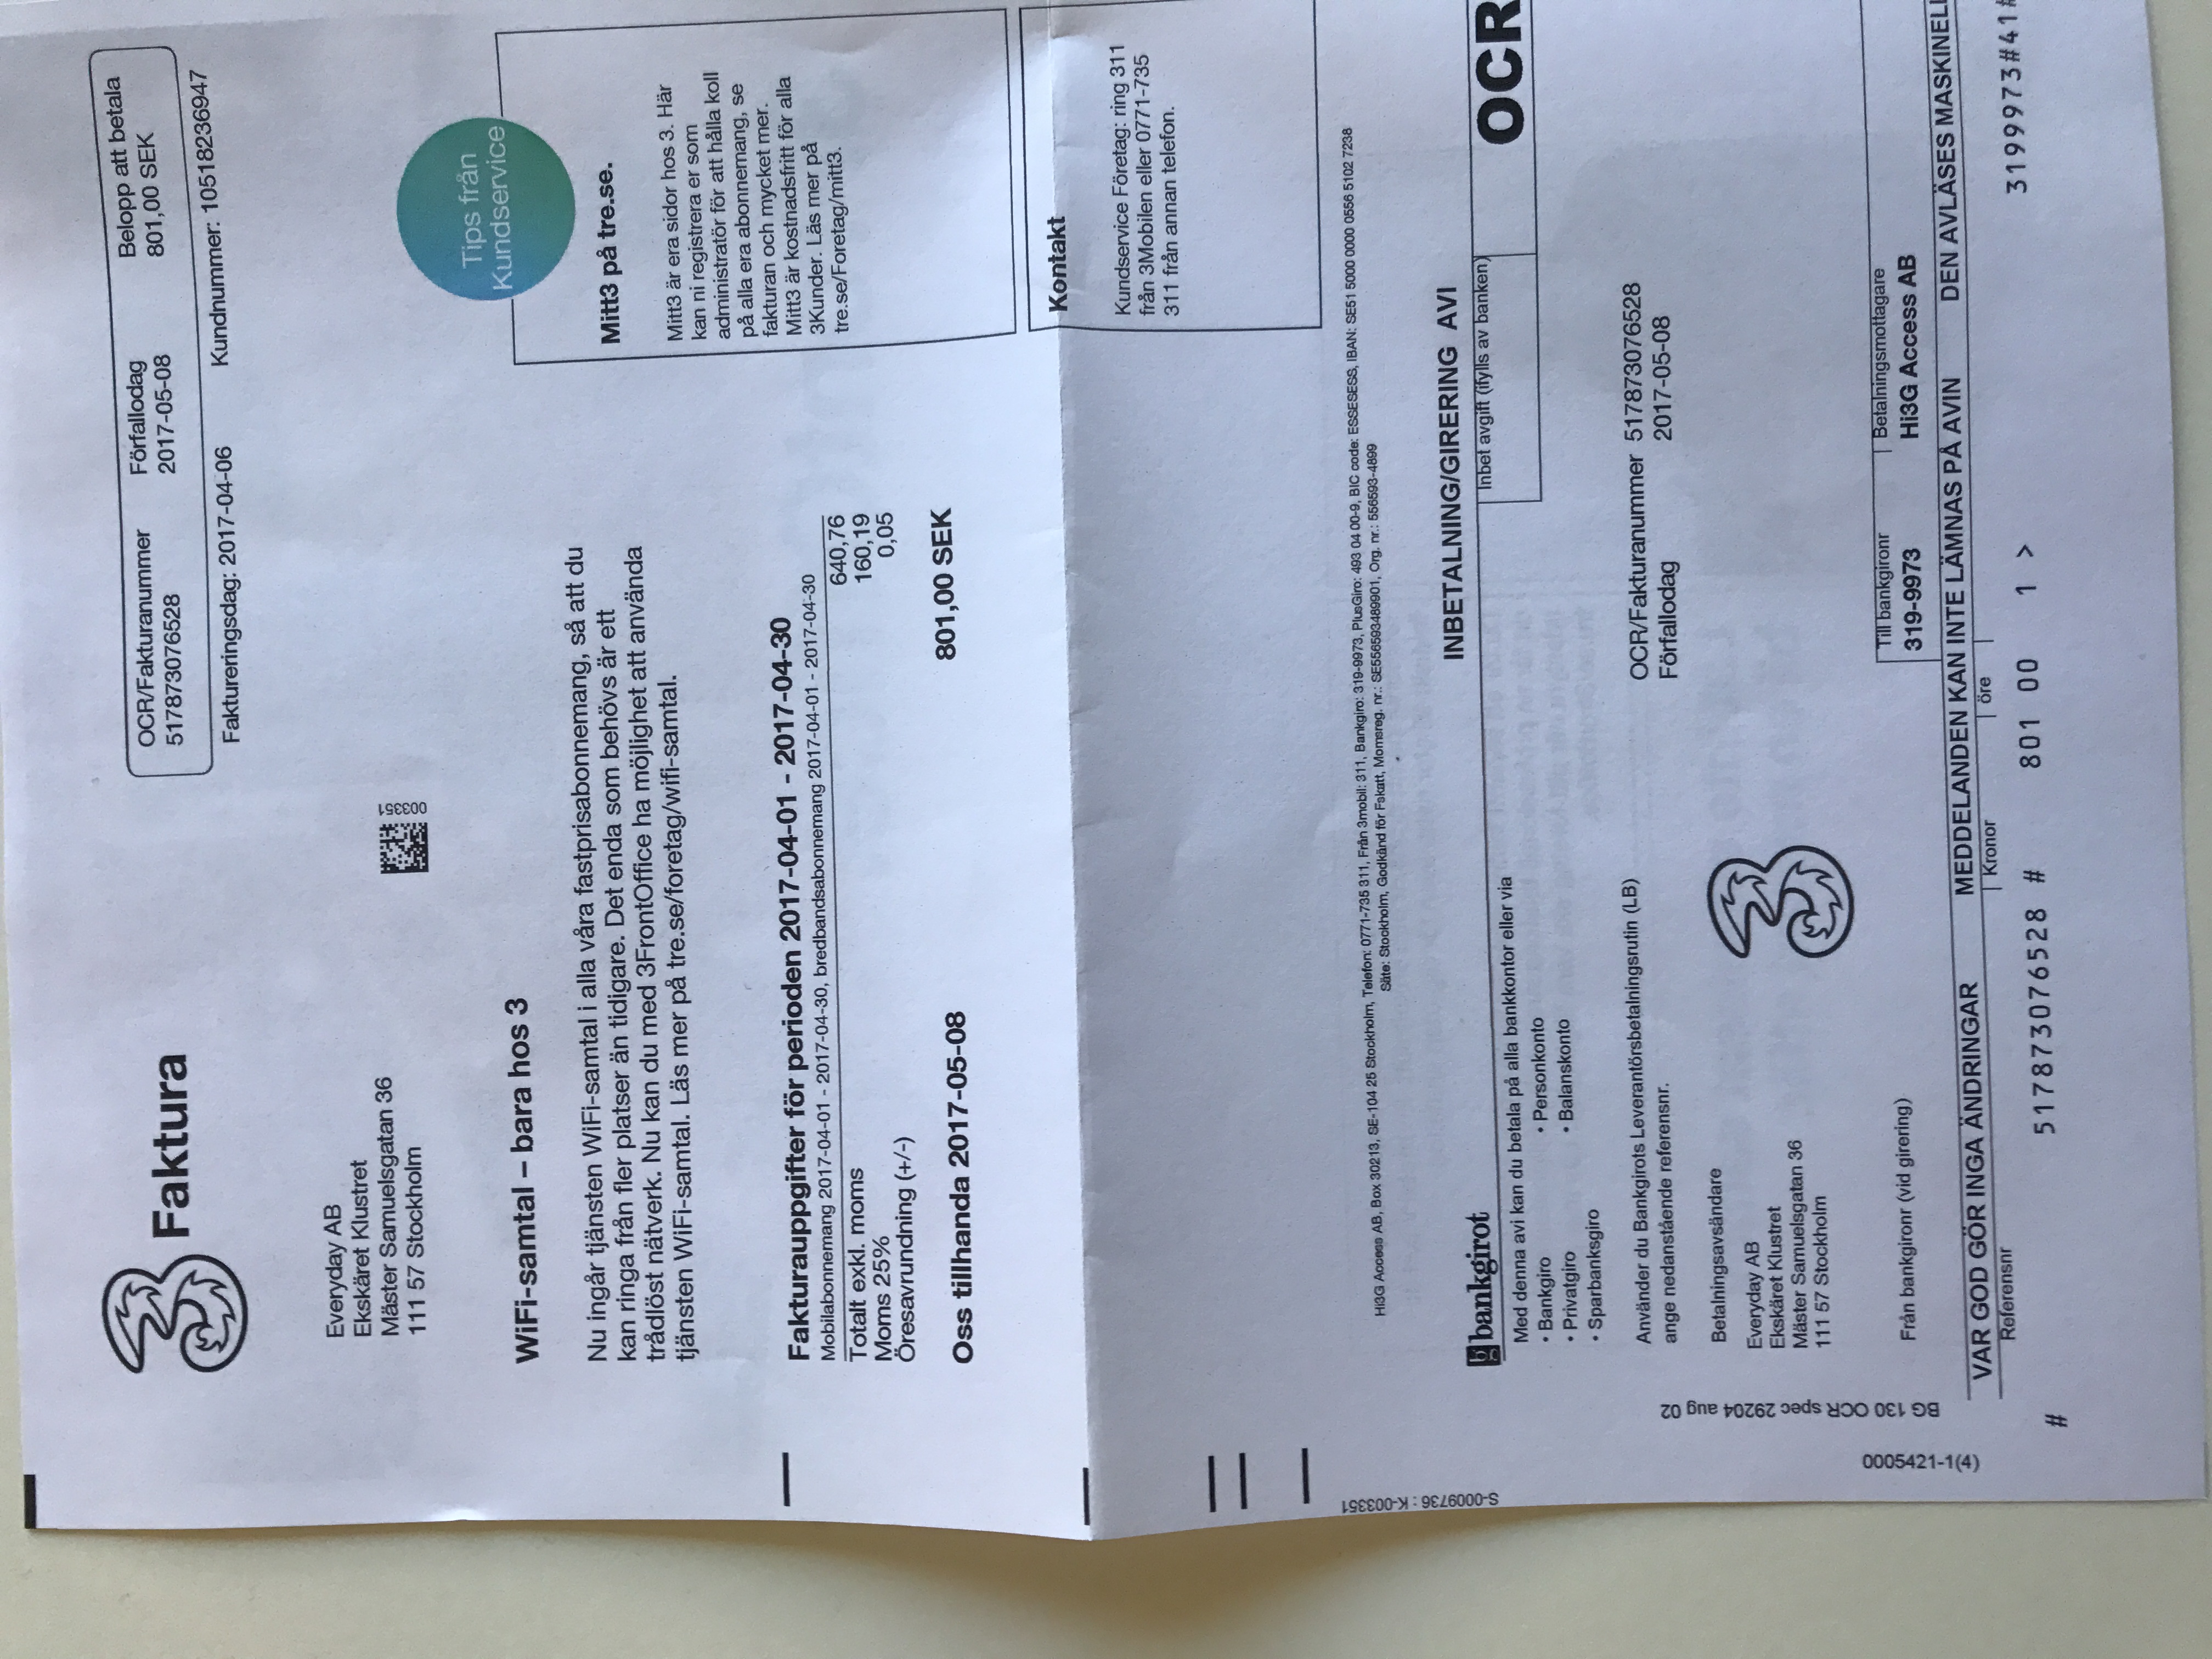 3 Faktura
OCR/Fakturanummer Förfallodag Belopp att betala
517873076528 2017-05-08 801,00 SEK
Faktureringsdag: 2017-04-06 Kundnummer: 10518236947
Everyday AB
Ekskäret Klustret
Mäster Samuelsgatan 36
111 57 Stockholm
003351
WiFi-samtal – bara hos 3
Nu ingår tjänsten WiFi-samtal i alla våra fastprisabonnemang, så att du
kan ringa från fler platser än tidigare. Det enda som behövs är ett
trådlöst nätverk. Nu kan du med 3FrontOffice ha möjlighet att använda
tjänsten WiFi-samtal. Läs mer på tre.se/foretag/wifi-samtal.
Tips från
Kundservice
Mitt3 på tre.se.
Mitt3 är era sidor hos 3. Här
kan ni registrera er som
administratör för att hålla koll
på alla era abonnemang, se
fakturan och mycket mer.
Mitt3 är kostnadsfritt för alla
3Kunder. Läs mer på
tre.se/Foretag/mitt3.
Fakturauppgifter för perioden 2017-04-01 - 2017-04-30
Mobilabonnemang 2017-04-01 - 2017-04-30, bredbandsabonnemang 2017-04-01 - 2017-04-30
Totalt exkl. moms 640,76
Moms 25% 160,19
Öresavrundning (+/-) 0,05
Oss tillhanda 2017-05-08 801,00 SEK
Kontakt
Kundservice Företag: ring 311
från 3Mobilen eller 0771-735
311 från annan telefon.
Hi3G Access AB, Box 30213, SE-104 25 Stockholm, Telefon: 0771-735 311, Från 3mobil: 311, Bankgiro: 319-9973, PlusGiro: 493 04 00-9, BIC code: ESSESESS, IBAN: SE51 5000 0000 0556 5102 7238
Säte: Stockholm, Godkänd för Fskatt, Momsreg. nr.: SE556593489901, Org. nr.: 556593-4899
S-0009736 : K-003351
INBETALNING/GIRERING AVI
bankgirot
Inbet avgift (ifylls av banken)
OCR
Med denna avi kan du betala på alla bankkontor eller via
• Bankgiro • Personkonto
• Privatgiro • Balanskonto
• Sparbanksgiro
Använder du Bankgirots Leverantörsbetalningsrutin (LB)
ange nedanstående referensnr.
OCR/Fakturanummer 517873076528
Förfallodag 2017-05-08
Betalningsavsändare
Everyday AB
Ekskäret Klustret
Mäster Samuelsgatan 36
111 57 Stockholm
3
BG 130 OCR spec 29204 aug 02
0005421-1(4)
Från bankgironr (vid girering)
Till bankgironr Betalningsmottagare
319-9973 Hi3G Access AB
VAR GOD GÖR INGA ÄNDRINGAR MEDDELANDEN KAN INTE LÄMNAS PÅ AVIN DEN AVLÄSES MASKINELL
Referensnr Kronor öre
# 517873076528 # 801 00 1 > 3199973#41#